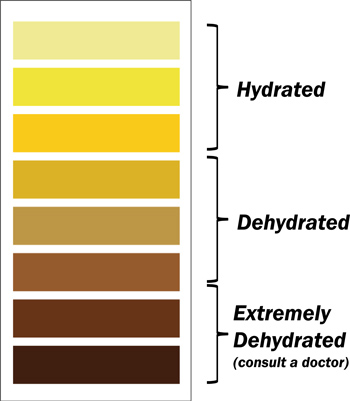 Hydrated
Dehydrated
Extremely
Dehydrated
(consult a doctor)